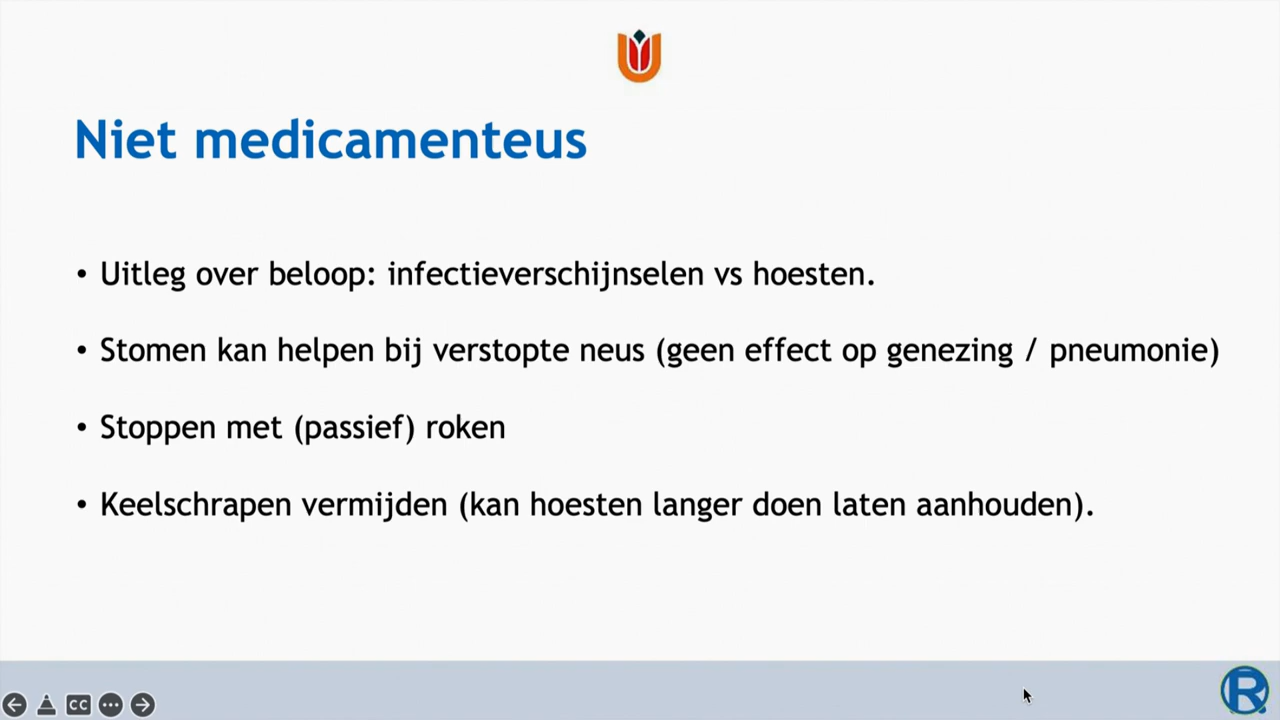 Niet medicamenteus
• Uitleg over beloop: infectieverschijnselen vs hoesten.
• Stomen kan helpen bij verstopte neus (geen effect op genezing / pneumonie)
• Stoppen met (passief) roken
• Keelschrapen vermijden (kan hoesten langer doen laten aanhouden).
CC
R